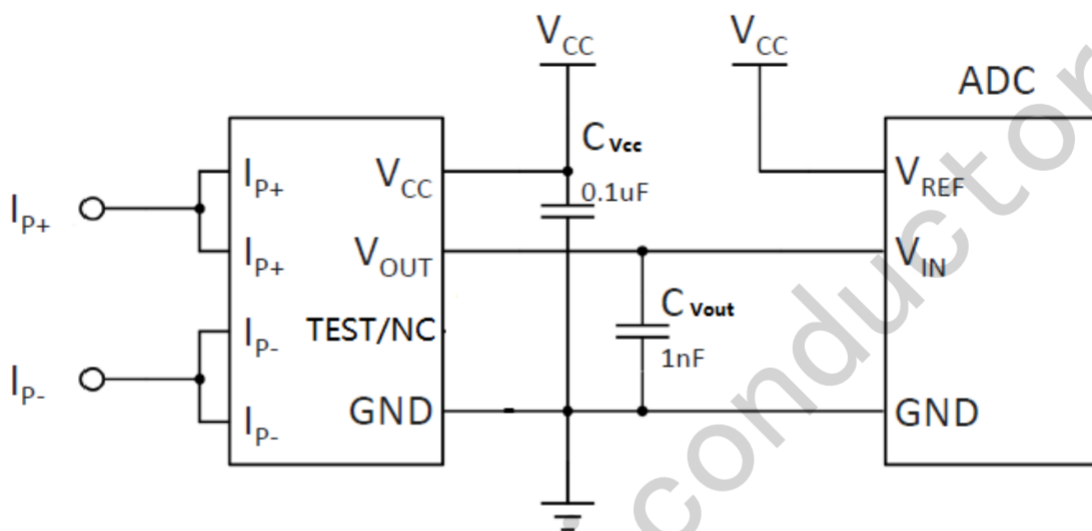 VCC
VCC
ADC
CVcc
0.1uF
IP+
IP+
IP+
VCC
VOUT
VREF
VIN
CVout
1nF
IP-
IP-
IP-
TEST/NC
GND
GND
conductor